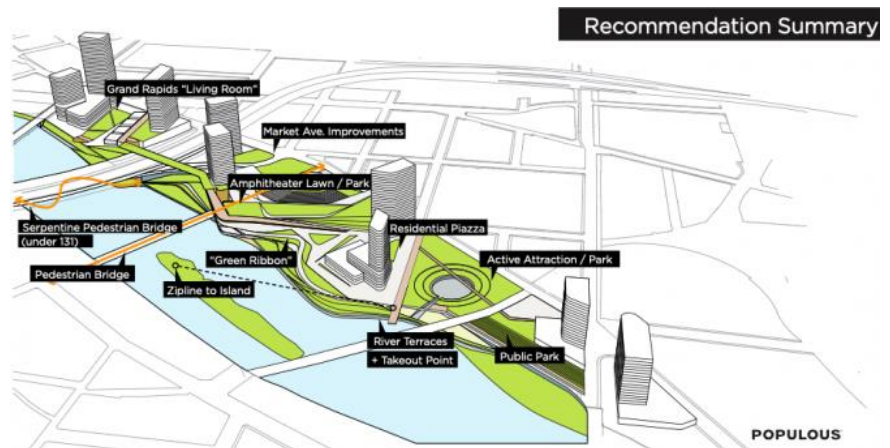 Recommendation Summary
Grand Rapids "Living Room"
Market Ave. Improvements
Amphitheater Lawn / Park
Serpentine Pedestrian Bridge
(under 131)
Residential Piazza
"Green Ribbon"
Active Attraction / Park
Pedestrian Bridge
Zipline to Island
River Terraces
+ Takeout Point
Public Park
POPULOUS